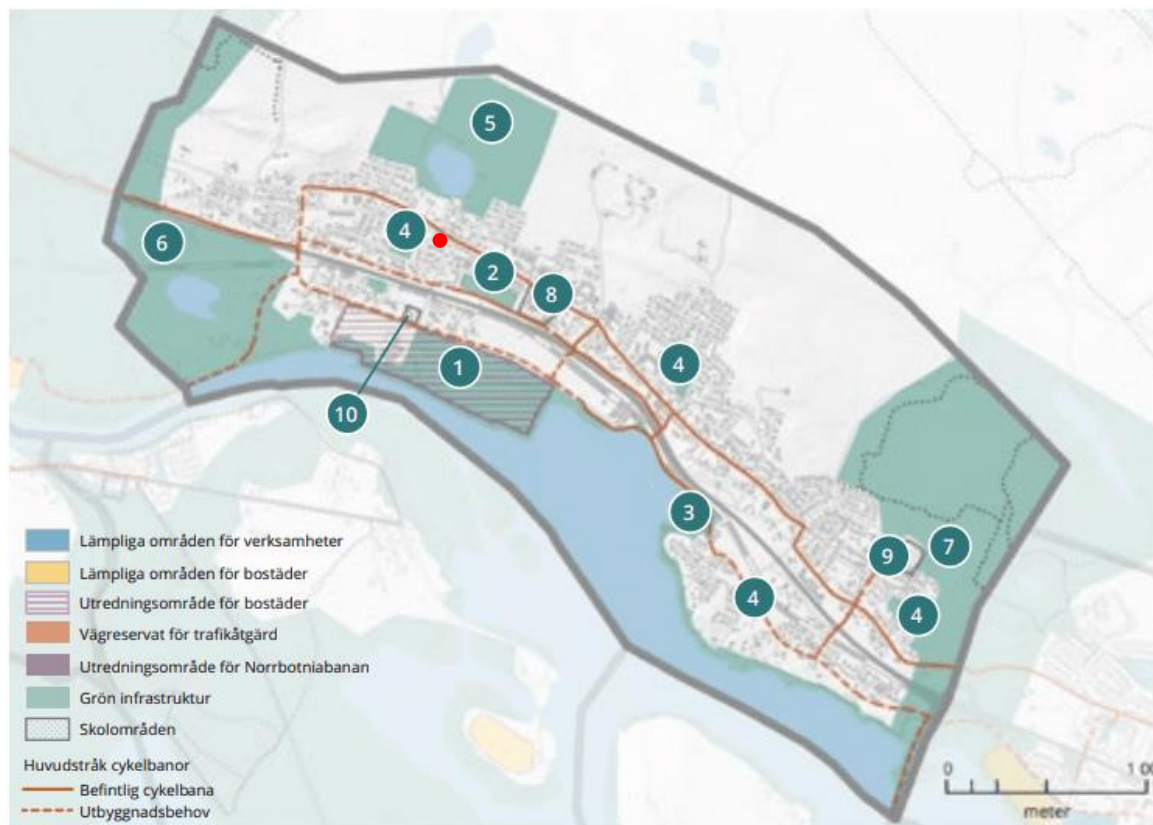 5
6
4
2
8
4
1
10
3
9
7
4
4
Lämpliga områden för verksamheter
Lämpliga områden för bostäder
Utredningsområde för bostäder
Vägreservat för trafikåtgärd
Utredningsområde för Norrbotniabanan
Grön infrastruktur
Skolområden
Huvudstråk cykelbanor
Befintlig cykelbana
Utbyggnadsbehov
0 1 00
meter